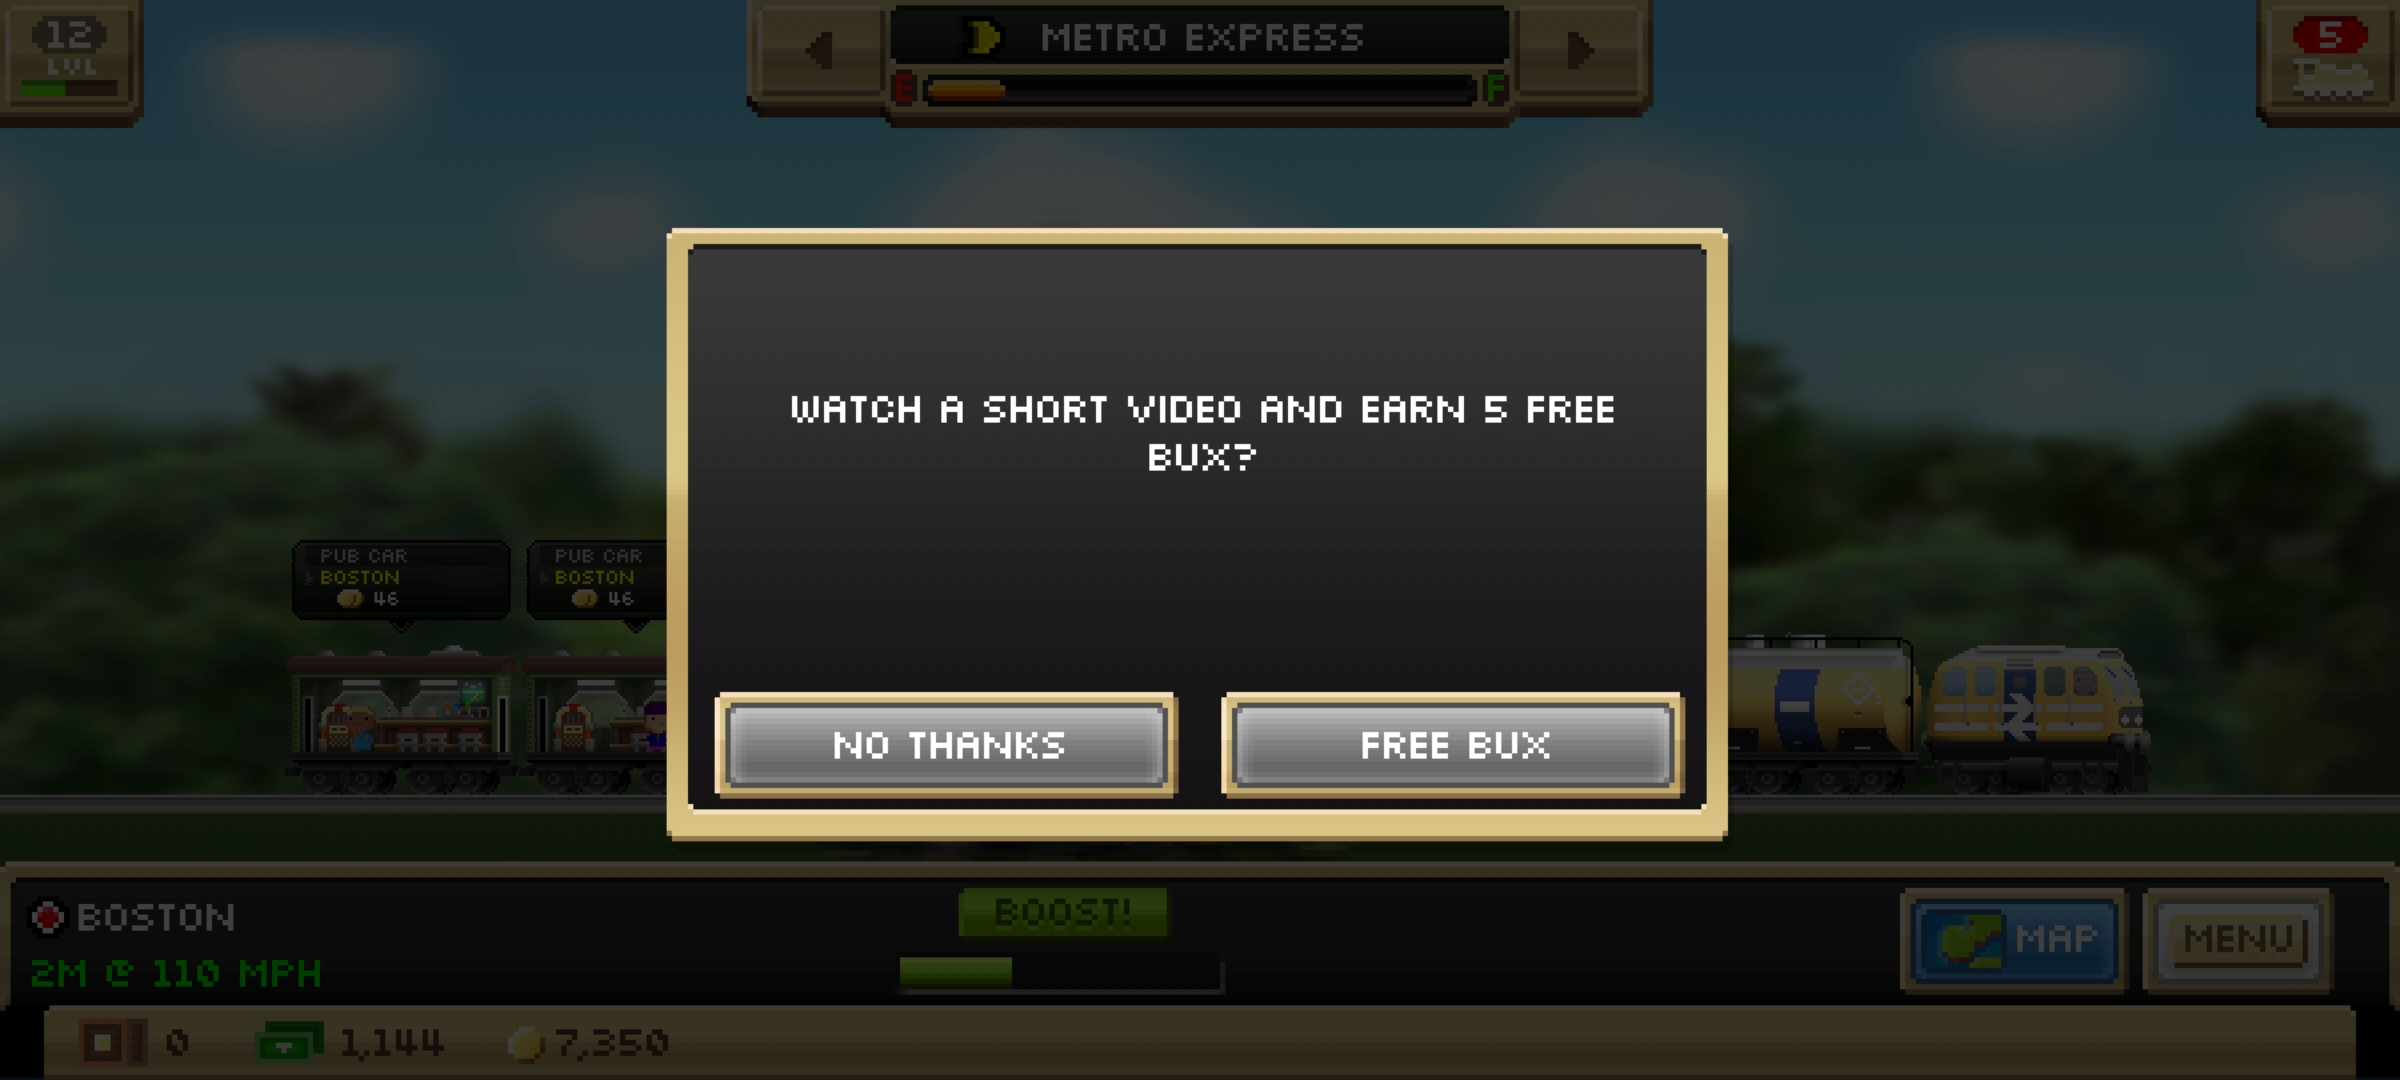 12
LVL
METRO EXPRESS
E F
5
WATCH A SHORT VIDEO AND EARN 5 FREE
BUX?
PUB CAR
BOSTON
46
PUB CAR
BOSTON
46
NO THANKS
FREE BUX
BOSTON
2M @ 110 MPH
BOOST!
MAP
MENU
0
1,144
7,350